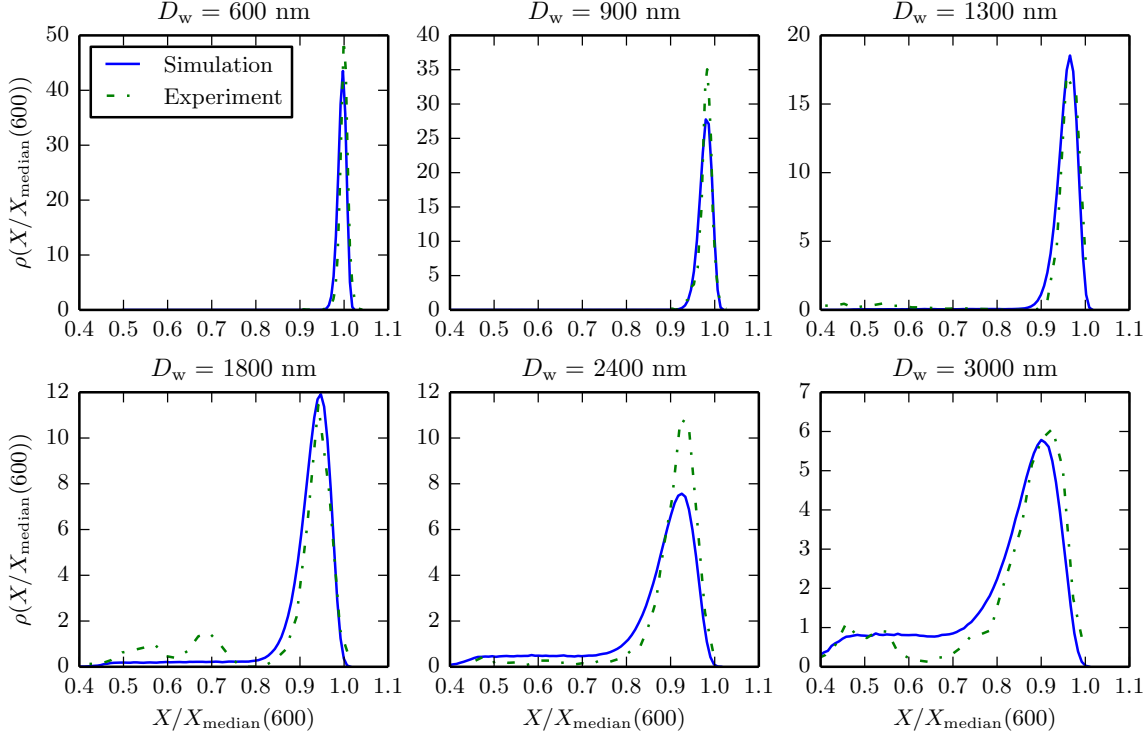 D_w = 600 nm
D_w = 900 nm
D_w = 1300 nm
ρ(X/X_median(600))
50
40
30
20
10
0
Simulation
Experiment
0.4 0.5 0.6 0.7 0.8 0.9 1.0 1.1
40
35
30
25
20
15
10
5
0
0.4 0.5 0.6 0.7 0.8 0.9 1.0 1.1
20
15
10
5
0
0.4 0.5 0.6 0.7 0.8 0.9 1.0 1.1
D_w = 1800 nm
D_w = 2400 nm
D_w = 3000 nm
ρ(X/X_median(600))
12
10
8
6
4
2
0
0.4 0.5 0.6 0.7 0.8 0.9 1.0 1.1
X/X_median(600)
12
10
8
6
4
2
0
0.4 0.5 0.6 0.7 0.8 0.9 1.0 1.1
X/X_median(600)
7
6
5
4
3
2
1
0
0.4 0.5 0.6 0.7 0.8 0.9 1.0 1.1
X/X_median(600)